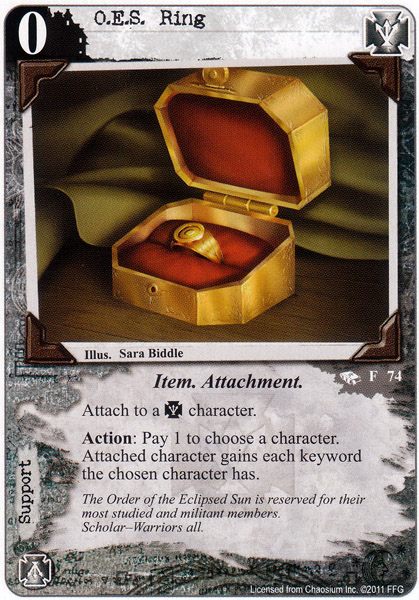 0
O.E.S. Ring
Illus. Sara Biddle
Item. Attachment.
F 74
Attach to a character.
Action: Pay 1 to choose a character.
Attached character gains each keyword
the chosen character has.
The Order of the Eclipsed Sun is reserved for their
most studied and militant members.
Scholar–Warriors all.
Support
Licensed from Chaosium Inc. ©2011 FFG